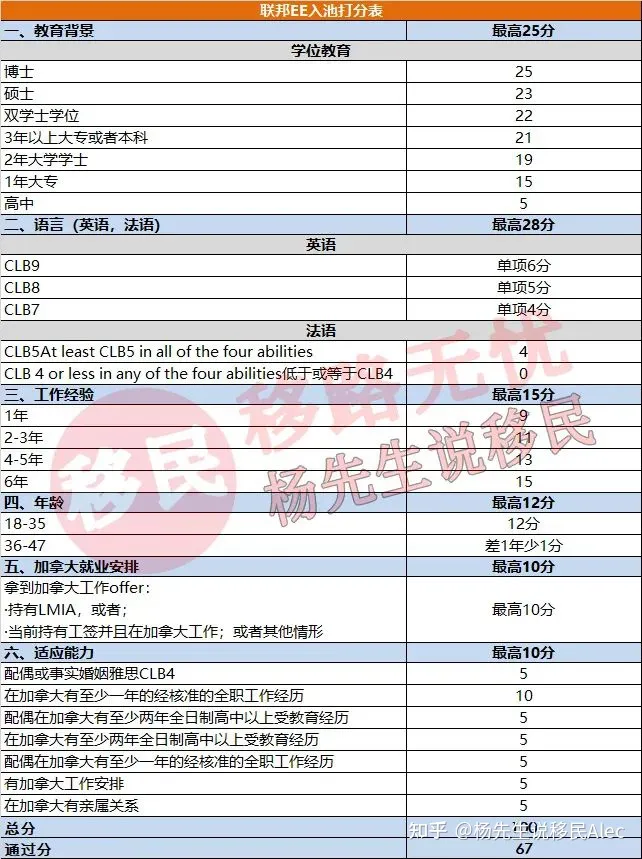 联邦EE入池打分表
一、教育背景 最高25分
学位教育
博士 25
硕士 23
双学士学位 22
3年以上大专或者本科 21
2年大学学士 19
1年大专 15
高中 5
二、语言（英语，法语） 最高28分
英语
CLB9 单项6分
CLB8 单项5分
CLB7 单项4分
法语
CLB5At least CLB5 in all of the four abilities 4
CLB 4 or less in any of the four abilities低于或等于CLB4 0
三、工作经验 最高15分
1年 9
2-3年 11
4-5年 13
6年 15
四、年龄 最高12分
18-35 12分
36-47 差1年少1分
五、加拿大就业安排 最高10分
拿到加拿大工作offer：
·持有LMIA，或者；
·当前持有工签并且在加拿大工作；或者其他情形
最高10分
六、适应能力 最高10分
配偶或事实婚姻雅思CLB4 5
在加拿大有至少一年的经核准的全职工作经历 10
配偶在加拿大有至少两年全日制高中以上受教育经历 5
在加拿大有至少两年全日制高中以上受教育经历 5
配偶在加拿大有至少一年的经核准的全职工作经历 5
有加拿大工作安排 5
在加拿大有亲属关系 5
总分 100
通过分 67
移民
移路无忧
杨先生说移民
知乎 @杨先生说移民Alec